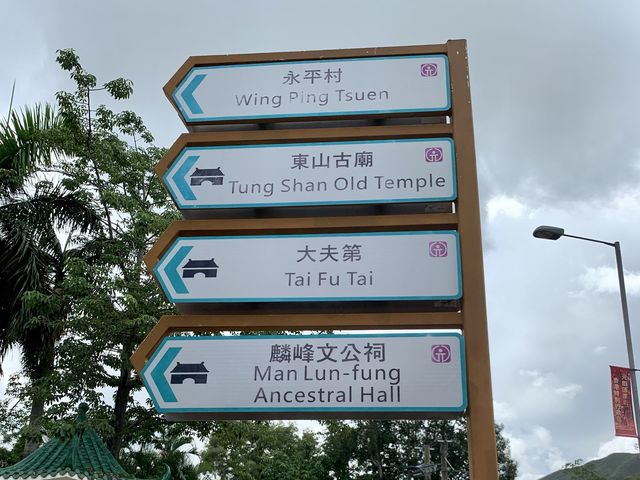 永平村
Wing Ping Tsuen
東山古廟
Tung Shan Old Temple
大夫第
Tai Fu Tai
麟峰文公祠
Man Lun-fung
Ancestral Hall